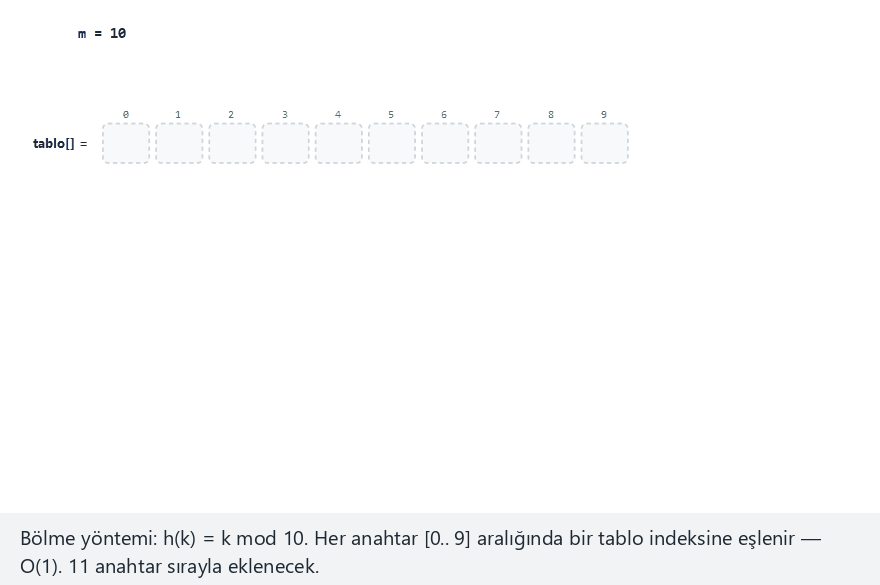 m = 10
0 1 2 3 4 5 6 7 8 9
tablo[] =
Bölme yöntemi: h(k) = k mod 10. Her anahtar [0.. 9] aralığında bir tablo indeksine eşlenir —
O(1). 11 anahtar sırayla eklenecek.